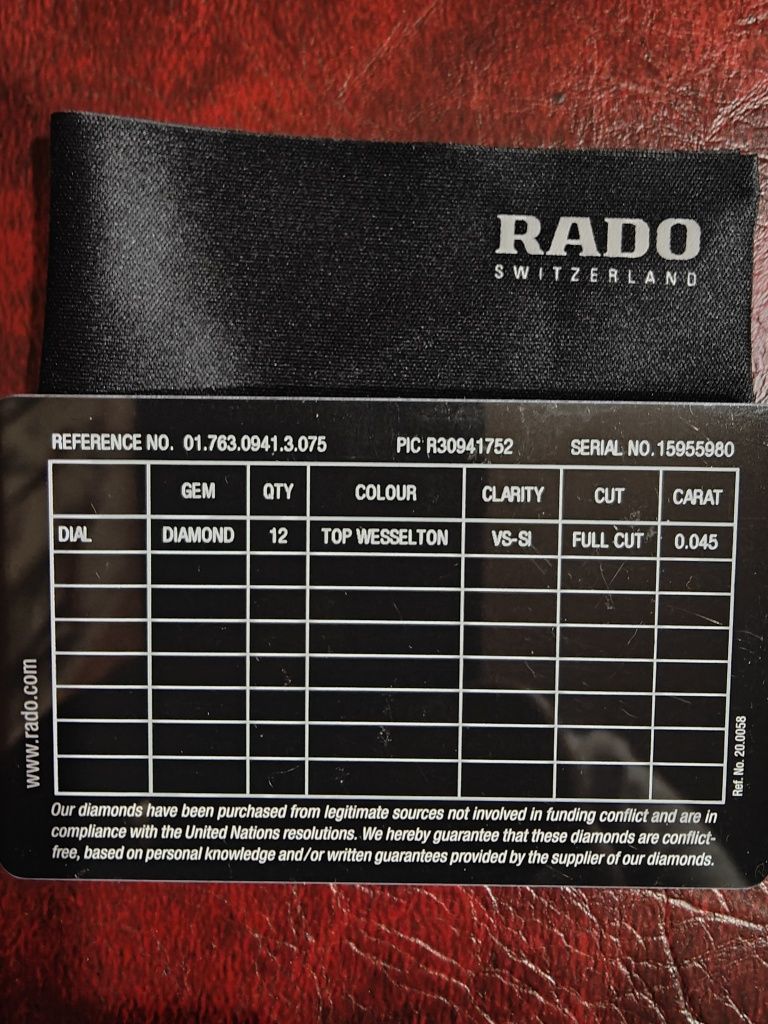 RADO
SWITZERLAND
REFERENCE NO. 01.763.0941.3.075 PIC R30941752 SERIAL NO. 15955980
GEM QTY COLOUR CLARITY CUT CARAT
DIAL DIAMOND 12 TOP WESSELTON VS-SI FULL CUT 0.045
www.rado.com
Ref. No. 20.0058
Our diamonds have been purchased from legitimate sources not involved in funding conflict and are in
compliance with the United Nations resolutions. We hereby guarantee that these diamonds are conflict-
free, based on personal knowledge and/or written guarantees provided by the supplier of our diamonds.